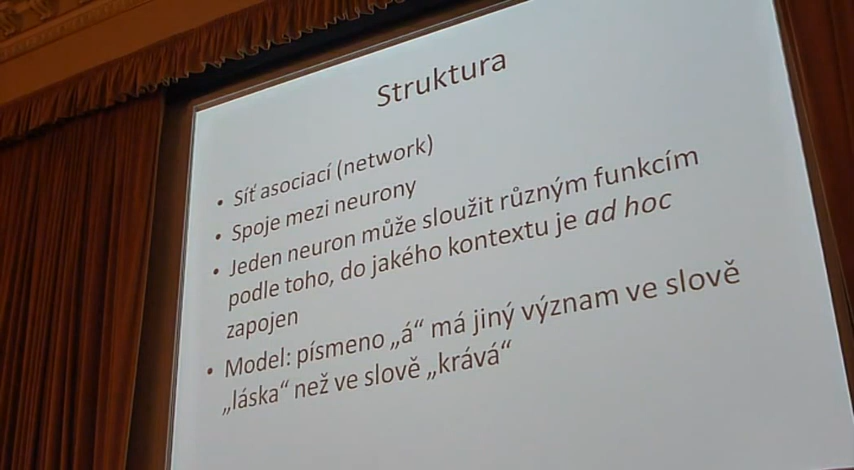 Struktura
• Síť asociací (network)
• Spoje mezi neurony
• Jeden neuron může sloužit různým funkcím
podle toho, do jakého kontextu je ad hoc
zapojen
• Model: písmeno „á“ má jiný význam ve slově
„láska“ než ve slově „krává“